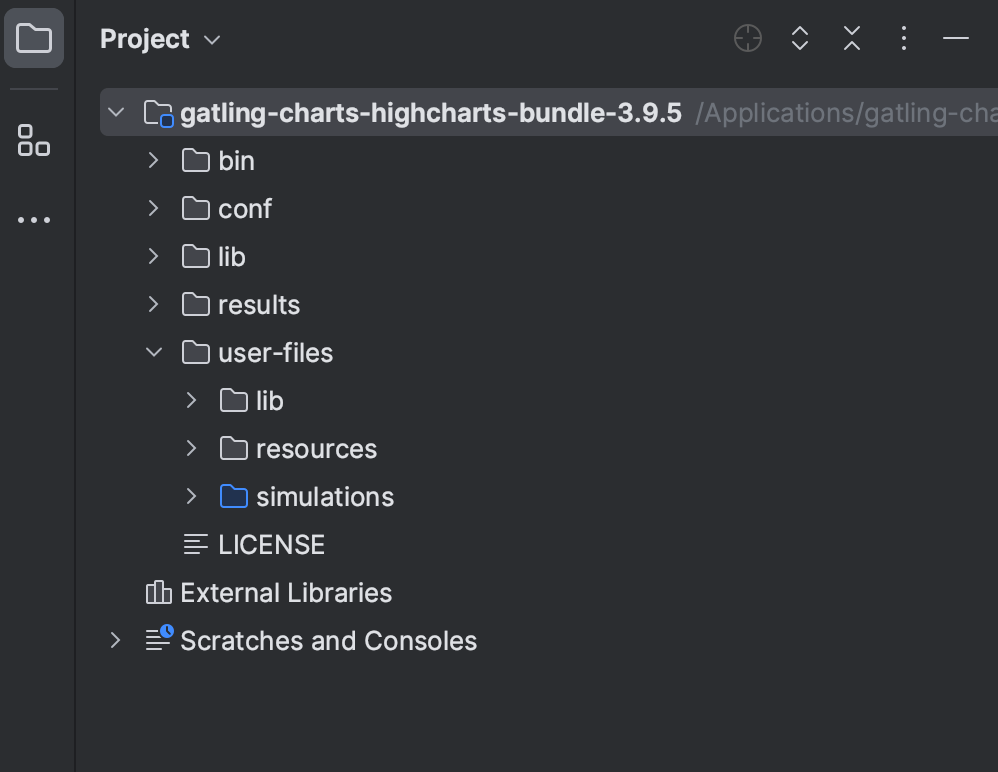 Project
gatling-charts-highcharts-bundle-3.9.5 /Applications/gatling-cha
bin
conf
lib
results
user-files
lib
resources
simulations
LICENSE
External Libraries
Scratches and Consoles